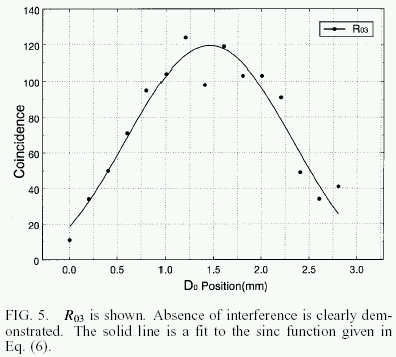 140
120
100
80
60
40
20
0
Coincidence
R03
0.0 0.5 1.0 1.5 2.0 2.5 3.0
D0 Position(mm)
FIG. 5. R03 is shown. Absence of interference is clearly dem-
onstrated. The solid line is a fit to the sinc function given in
Eq. (6).